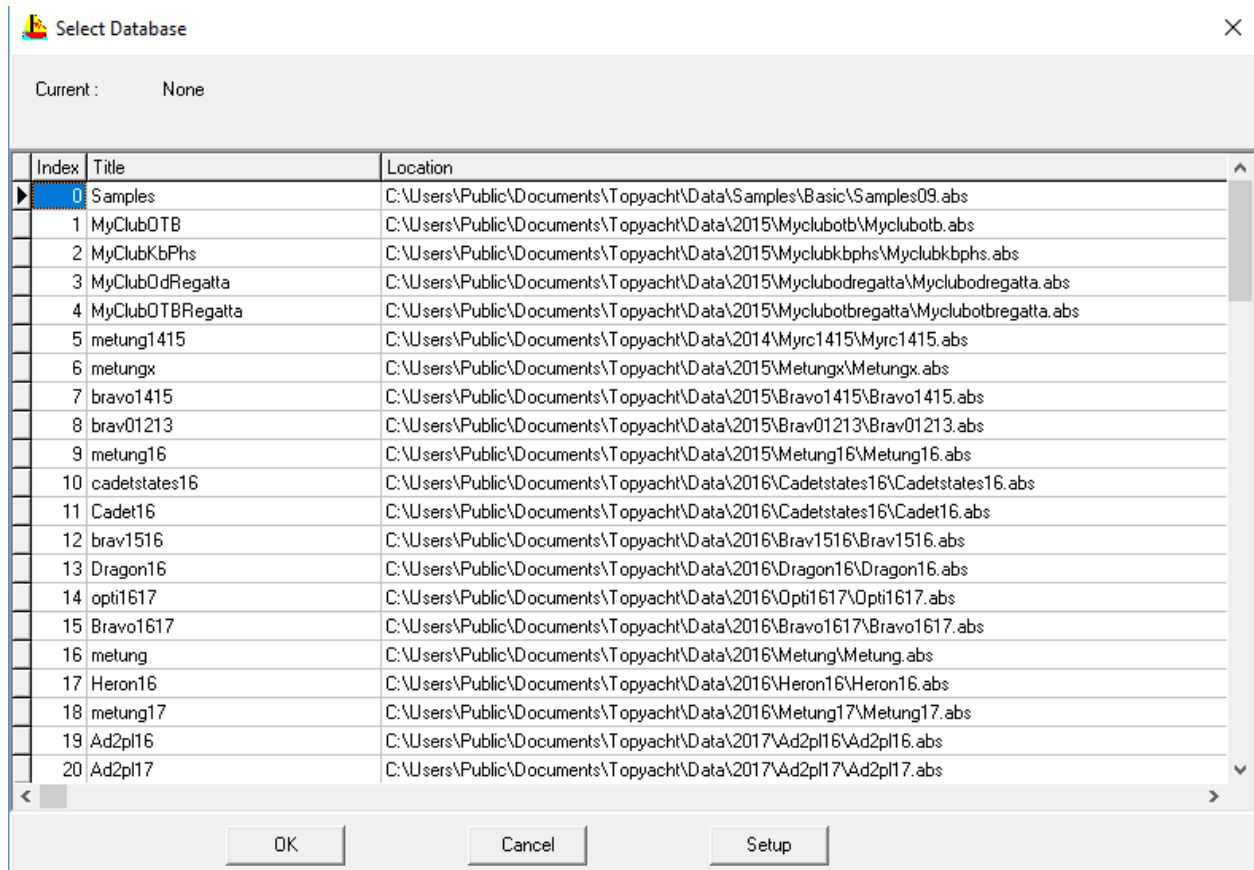 Select Database
Current : None
Index Title Location
0 Samples C:\Users\Public\Documents\Topyacht\Data\Samples\Basic\Samples09.abs
1 MyClubOTB C:\Users\Public\Documents\Topyacht\Data\2015\Myclubotb\Myclubotb.abs
2 MyClubKbPhs C:\Users\Public\Documents\Topyacht\Data\2015\Myclubkbphs\Myclubkbphs.abs
3 MyClubOdRegatta C:\Users\Public\Documents\Topyacht\Data\2015\Myclubodregatta\Myclubodregatta.abs
4 MyClubOTBRegatta C:\Users\Public\Documents\Topyacht\Data\2015\Myclubotbregatta\Myclubotbregatta.abs
5 metung1415 C:\Users\Public\Documents\Topyacht\Data\2014\Myrc1415\Myrc1415.abs
6 metungx C:\Users\Public\Documents\Topyacht\Data\2015\Metungx\Metungx.abs
7 bravo1415 C:\Users\Public\Documents\Topyacht\Data\2015\Bravo1415\Bravo1415.abs
8 brav01213 C:\Users\Public\Documents\Topyacht\Data\2015\Brav01213\Brav01213.abs
9 metung16 C:\Users\Public\Documents\Topyacht\Data\2015\Metung16\Metung16.abs
10 cadetstates16 C:\Users\Public\Documents\Topyacht\Data\2016\Cadetstates16\Cadetstates16.abs
11 Cadet16 C:\Users\Public\Documents\Topyacht\Data\2016\Cadetstates16\Cadet16.abs
12 brav1516 C:\Users\Public\Documents\Topyacht\Data\2016\Brav1516\Brav1516.abs
13 Dragon16 C:\Users\Public\Documents\Topyacht\Data\2016\Dragon16\Dragon16.abs
14 opti1617 C:\Users\Public\Documents\Topyacht\Data\2016\Opti1617\Opti1617.abs
15 Bravo1617 C:\Users\Public\Documents\Topyacht\Data\2016\Bravo1617\Bravo1617.abs
16 metung C:\Users\Public\Documents\Topyacht\Data\2016\Metung\Metung.abs
17 Heron16 C:\Users\Public\Documents\Topyacht\Data\2016\Heron16\Heron16.abs
18 metung17 C:\Users\Public\Documents\Topyacht\Data\2016\Metung17\Metung17.abs
19 Ad2pl16 C:\Users\Public\Documents\Topyacht\Data\2017\Ad2pl16\Ad2pl16.abs
20 Ad2pl17 C:\Users\Public\Documents\Topyacht\Data\2017\Ad2pl17\Ad2pl17.abs
OK Cancel Setup